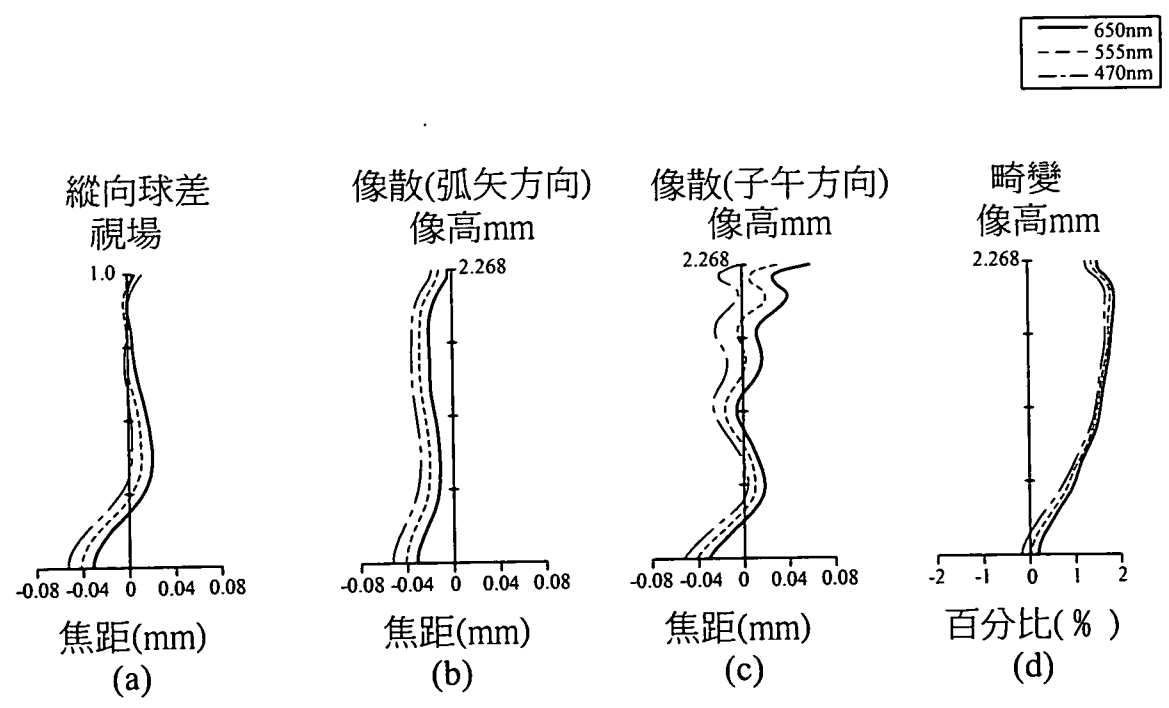 650nm
555nm
470nm
縱向球差
視場
1.0
-0.08 -0.04 0 0.04 0.08
焦距(mm)
(a)
像散(弧矢方向)
像高mm
2.268
-0.08 -0.04 0 0.04 0.08
焦距(mm)
(b)
像散(子午方向)
像高mm
2.268
-0.08 -0.04 0 0.04 0.08
焦距(mm)
(c)
畸變
像高mm
2.268
-2 -1 0 1 2
百分比(% )
(d)